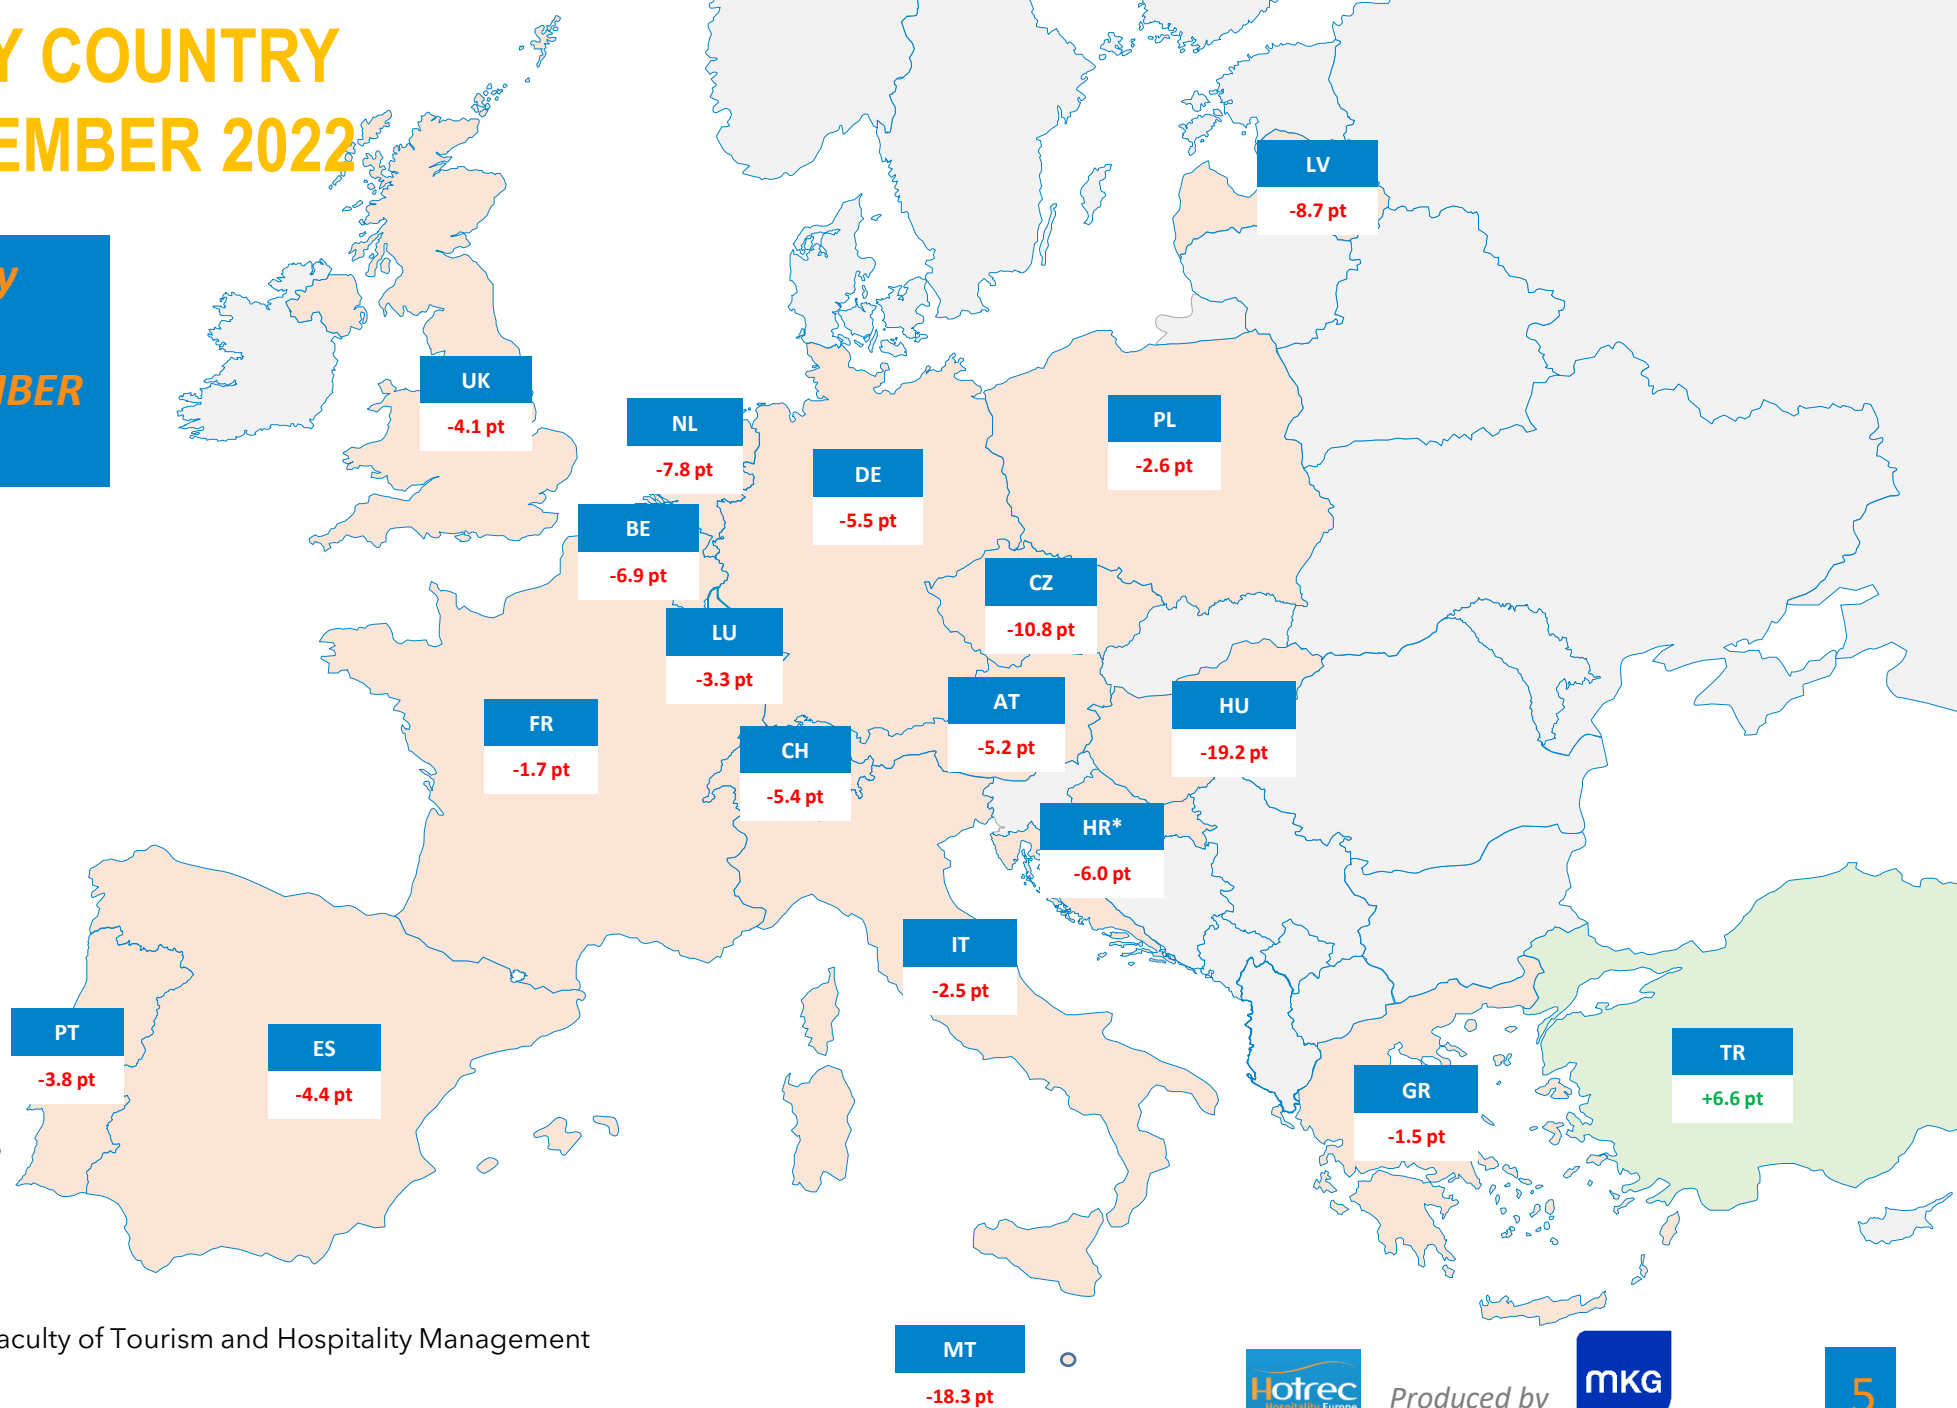 Y COUNTRY
EMBER 2022
y
MBER
LV
-8.7 pt
UK
-4.1 pt
NL
-7.8 pt
PL
-2.6 pt
DE
-5.5 pt
BE
-6.9 pt
CZ
-10.8 pt
LU
-3.3 pt
AT
-5.2 pt
HU
-19.2 pt
FR
-1.7 pt
CH
-5.4 pt
HR*
-6.0 pt
IT
-2.5 pt
PT
-3.8 pt
ES
-4.4 pt
TR
+6.6 pt
GR
-1.5 pt
aculty of Tourism and Hospitality Management
MT
-18.3 pt
Hotrec
Hospitality Europe
Produced by
MKG
5